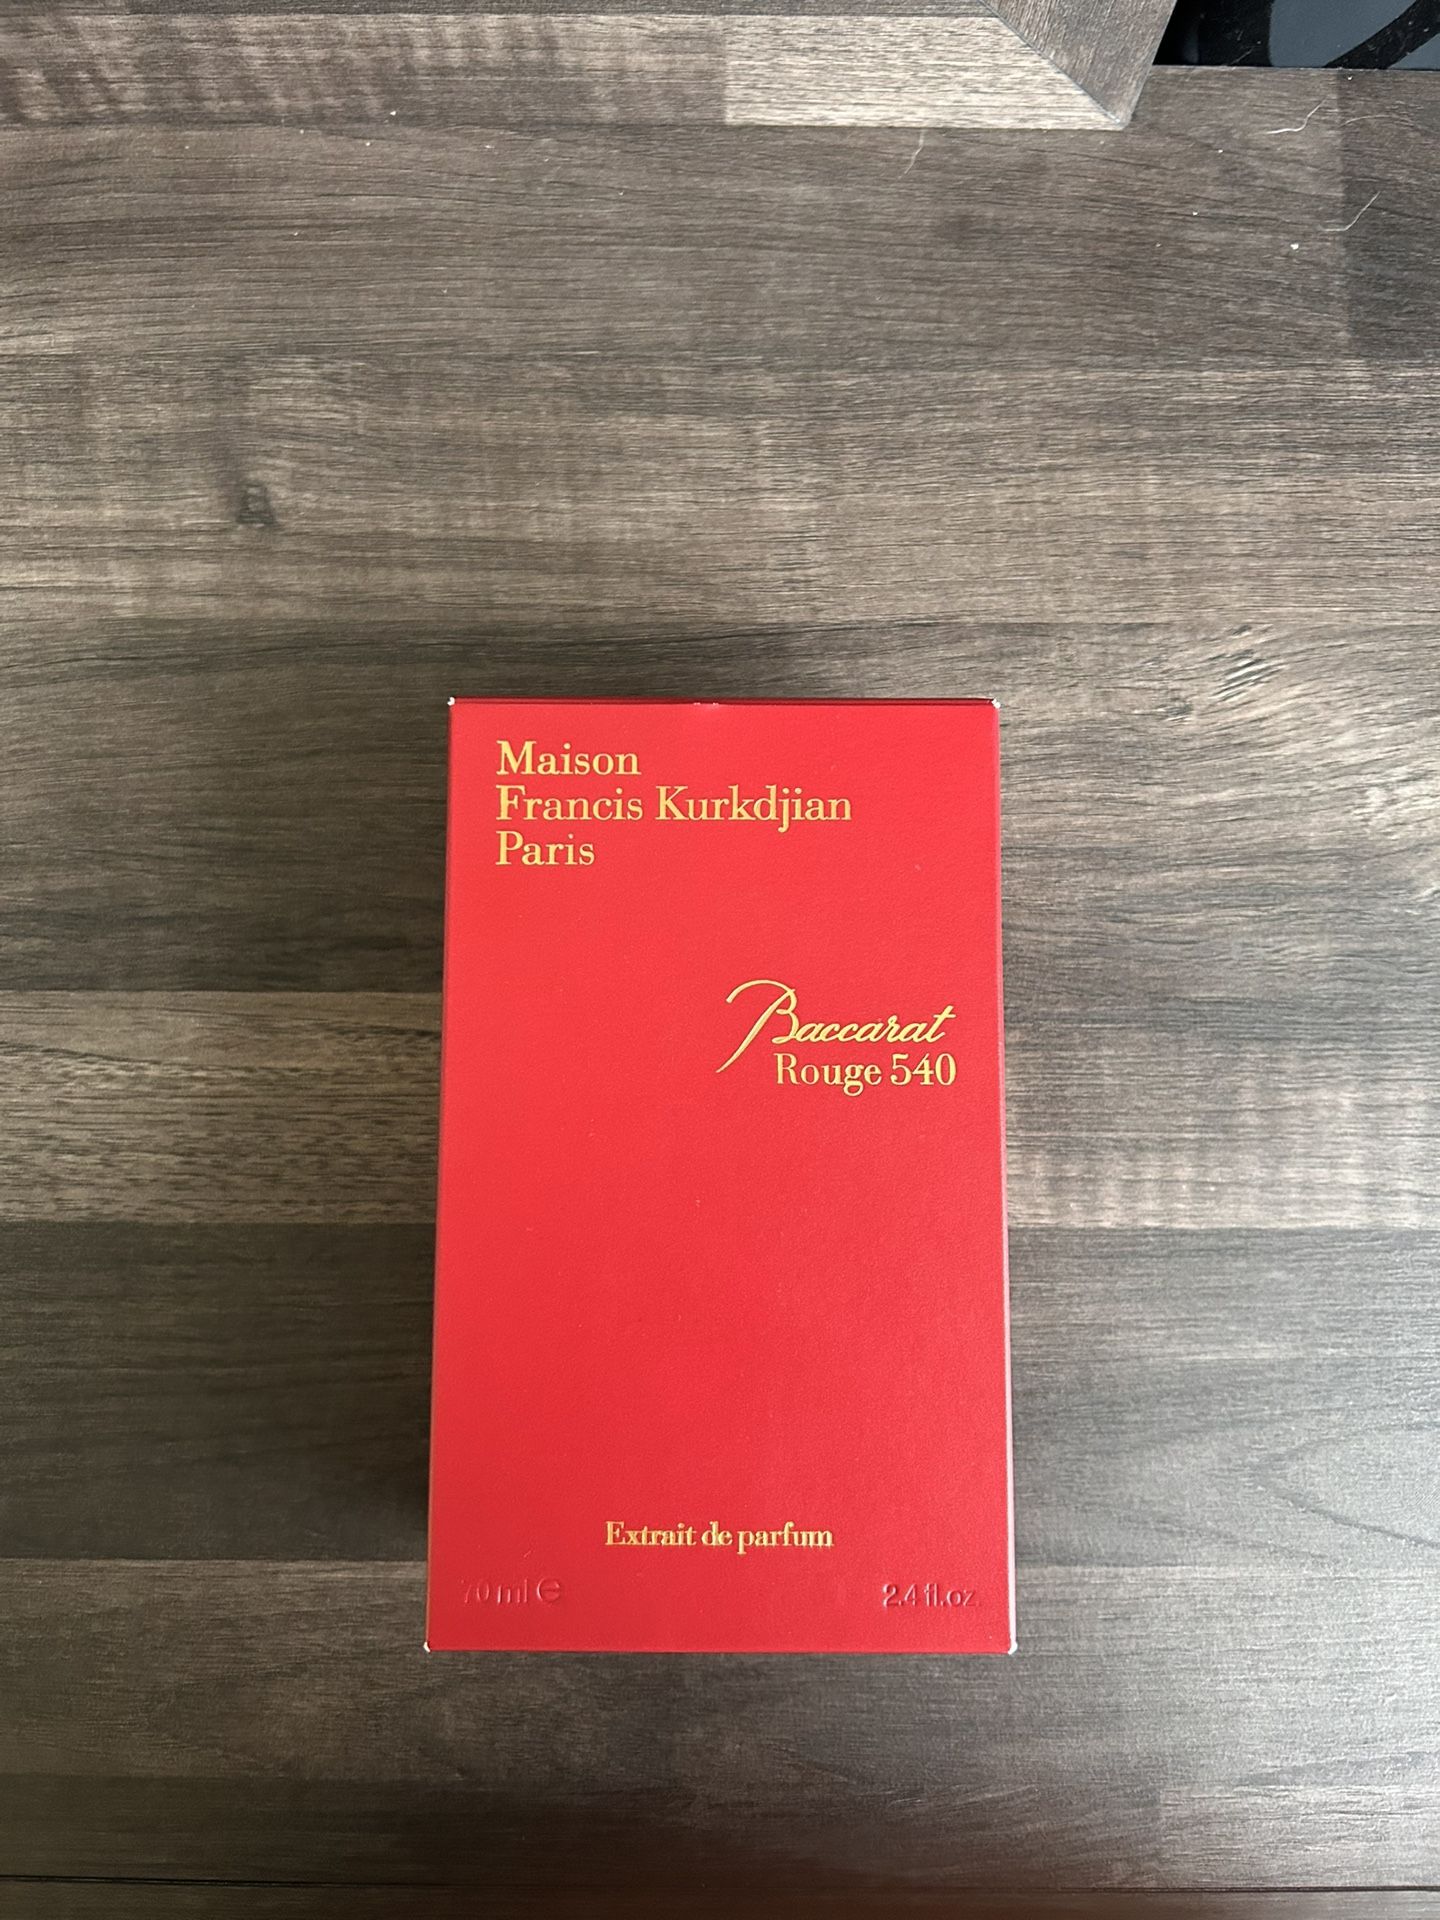 Maison
Francis Kurkdjian
Paris
Baccarat
Rouge 540
Extrait de parfum
70 ml ℮ 2.4 fl.oz.